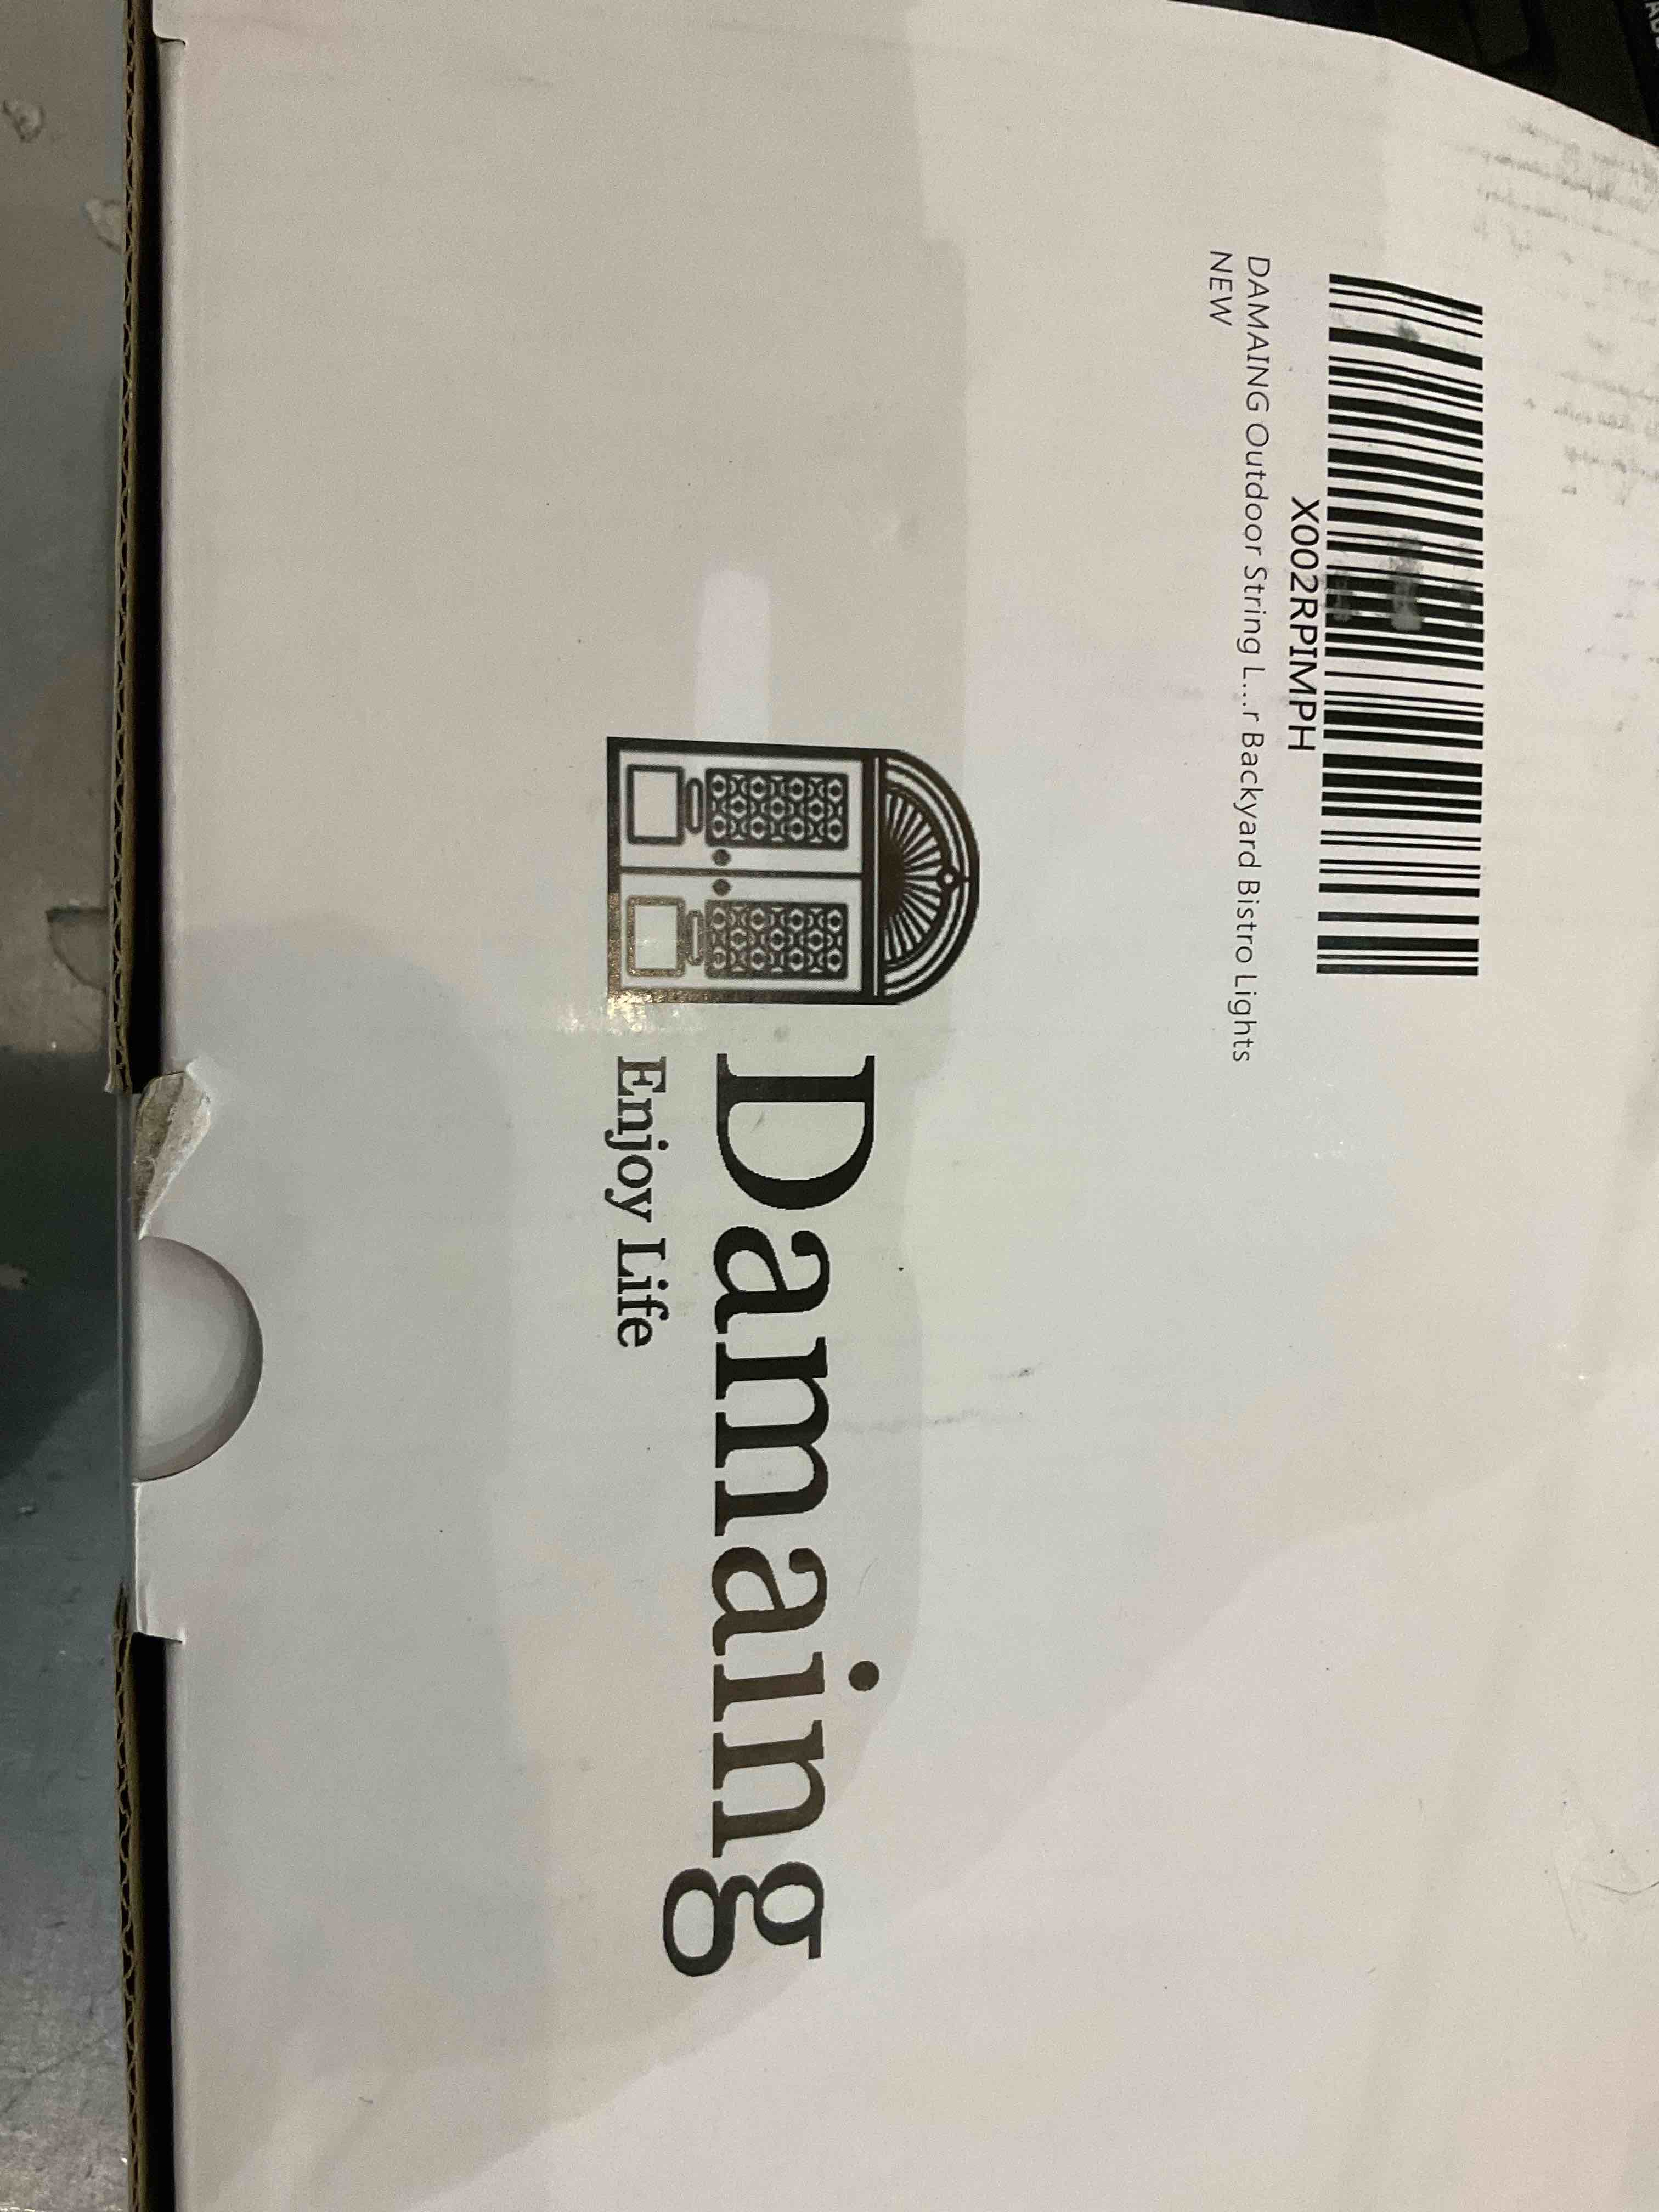 X002RPIMPH
DAMAING Outdoor String L...r Backyard Bistro Lights
NEW
Damaing
Enjoy Life